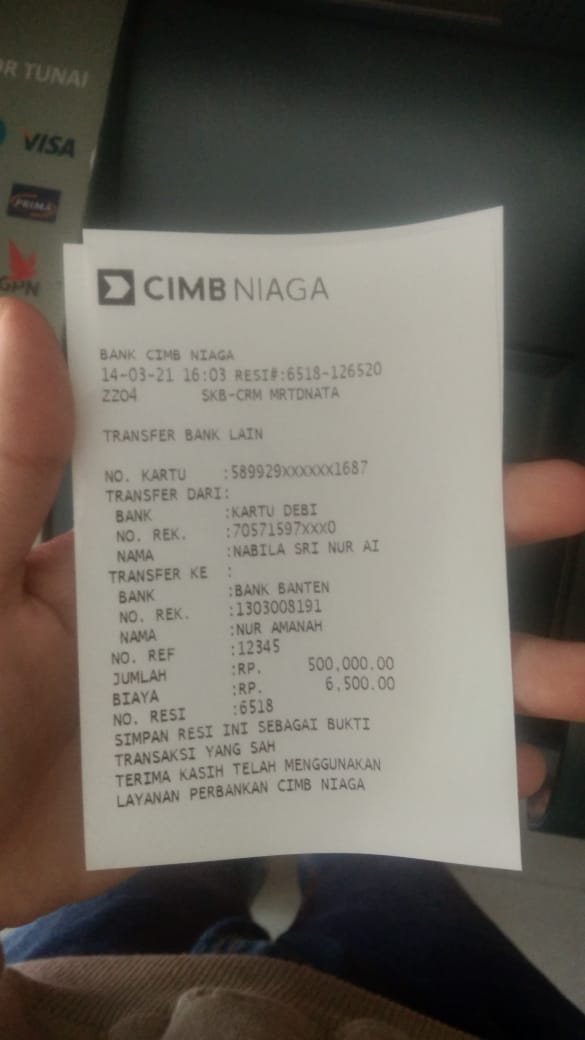 OR TUNAI
VISA
PRIMA
GPN
CIMB NIAGA
BANK CIMB NIAGA
14-03-21 16:03 RESI#:6518-126520
ZZ04 SKB-CRM MRTDNATA
TRANSFER BANK LAIN
NO. KARTU :589929xxxxxx1687
TRANSFER DARI:
BANK :KARTU DEBI
NO. REK. :70571597xxx0
NAMA :NABILA SRI NUR AI
TRANSFER KE :
BANK :BANK BANTEN
NO. REK. :1303008191
NAMA :NUR AMANAH
NO. REF :12345
JUMLAH :RP. 500,000.00
BIAYA :RP. 6,500.00
NO. RESI :6518
SIMPAN RESI INI SEBAGAI BUKTI
TRANSAKSI YANG SAH
TERIMA KASIH TELAH MENGGUNAKAN
LAYANAN PERBANKAN CIMB NIAGA